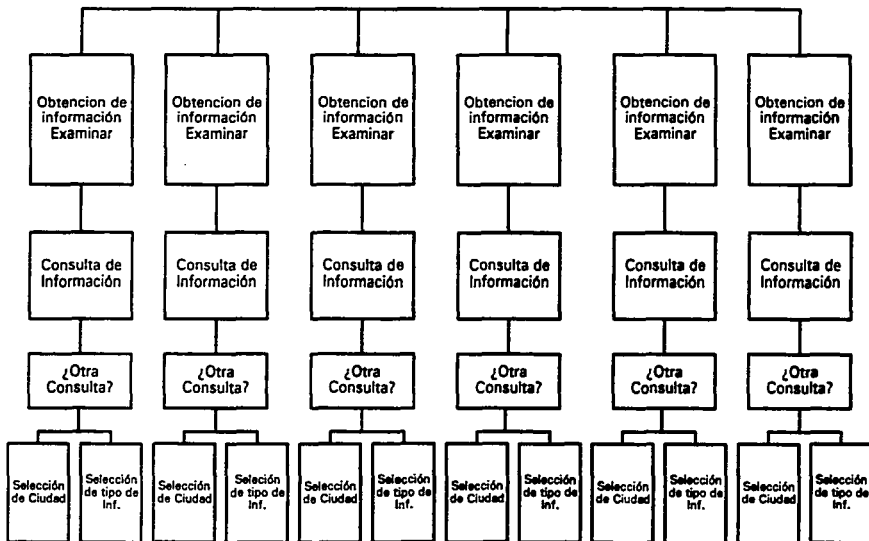 Obtencion de
información
Examinar
Obtencion de
información
Examinar
Obtencion de
información
Examinar
Obtencion de
información
Examinar
Obtencion de
información
Examinar
Obtencion de
información
Examinar
Consulta de
Información
Consulta de
Información
Consulta de
Información
Consulta de
Información
Consulta de
Información
Consulta de
Información
¿Otra
Consulta?
¿Otra
Consulta?
¿Otra
Consulta?
¿Otra
Consulta?
¿Otra
Consulta?
¿Otra
Consulta?
Selección
de Ciudad
Selección
de tipo de
Inf.
Selección
de Ciudad
Seleción
de tipo de
Inf.
Selección
de Ciudad
Selección
de tipo de
Inf.
Selección
de Ciudad
Selección
de tipo de
Inf.
Selección
de Ciudad
Selección
de tipo de
Inf.
Selección
de Ciudad
Selección
de tipo de
Inf.